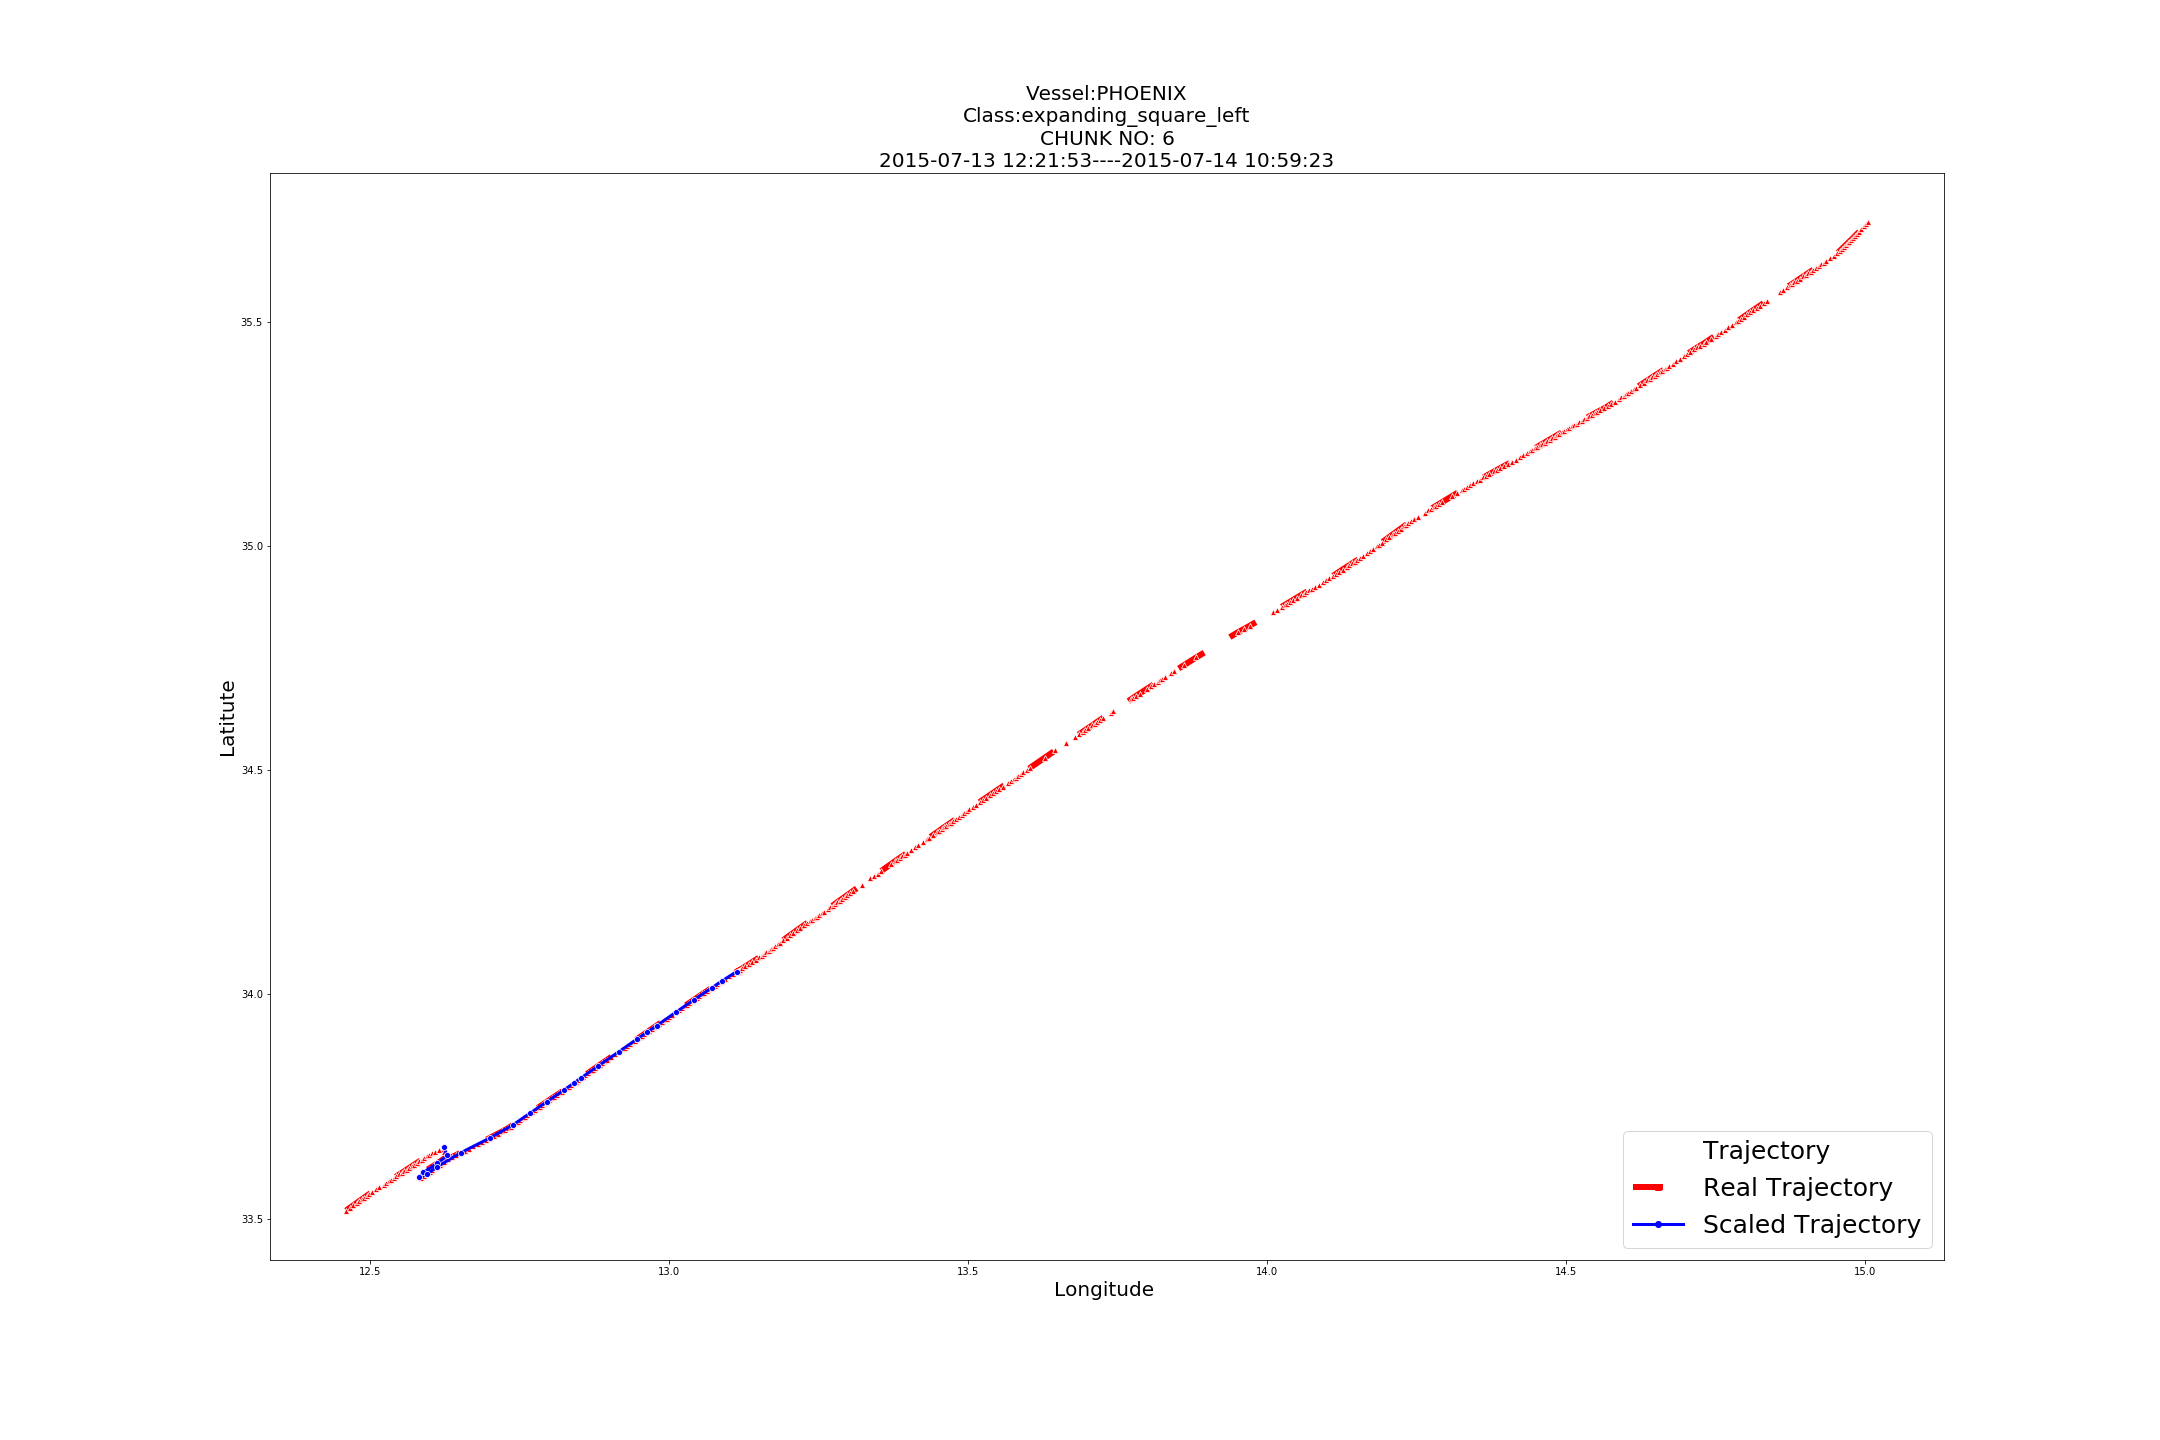 Vessel:PHOENIX
Class:expanding_square_left
CHUNK NO: 6
2015-07-13 12:21:53----2015-07-14 10:59:23
Latitute
35.5
35.0
34.5
34.0
33.5
12.5
13.0
13.5
14.0
14.5
15.0
Longitude
Trajectory
Real Trajectory
Scaled Trajectory